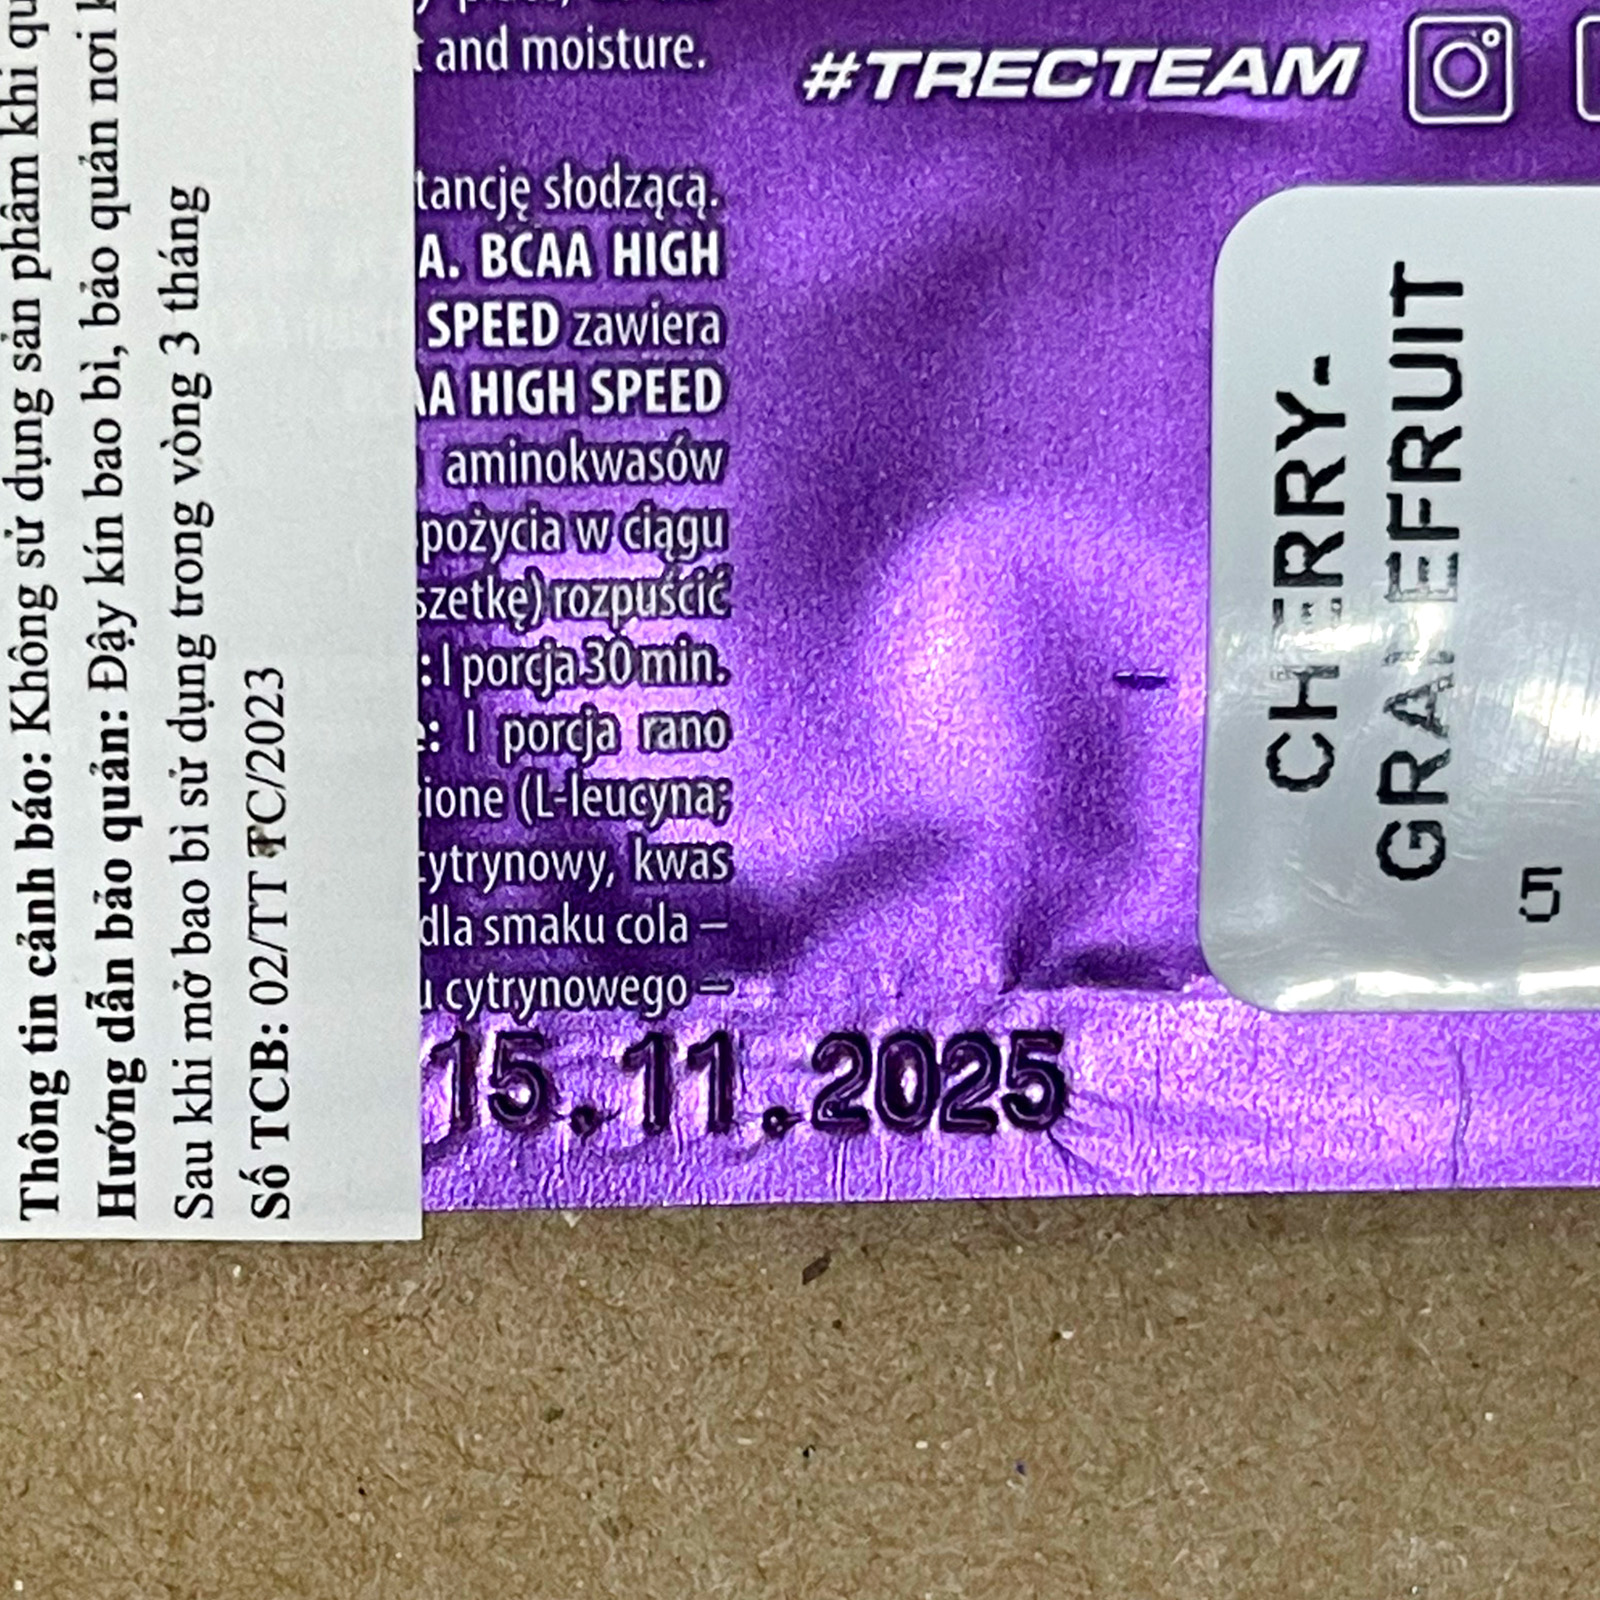 Thông tin cảnh báo: Không sử dụng sản phẩm khi
Hướng dẫn bảo quản: Đậy kín bao bì, bảo quản nơi
Sau khi mở bao bì sử dụng trong vòng 3 tháng
Số TCB: 02/TT TC/2023
and moisture.
tancję słodzącą.
A. BCAA HIGH
SPEED zawiera
AA HIGH SPEED
aminokwasów
pożycia w ciągu
szetkę) rozpuścić
: 1 porcja 30 min.
e: 1 porcja rano
ione (L-leucyna;
cytrynowy, kwas
dla smaku cola –
u cytrynowego –
15.11.2025
#TRECTEAM
CHERRY-
GRAPEFRUIT
5